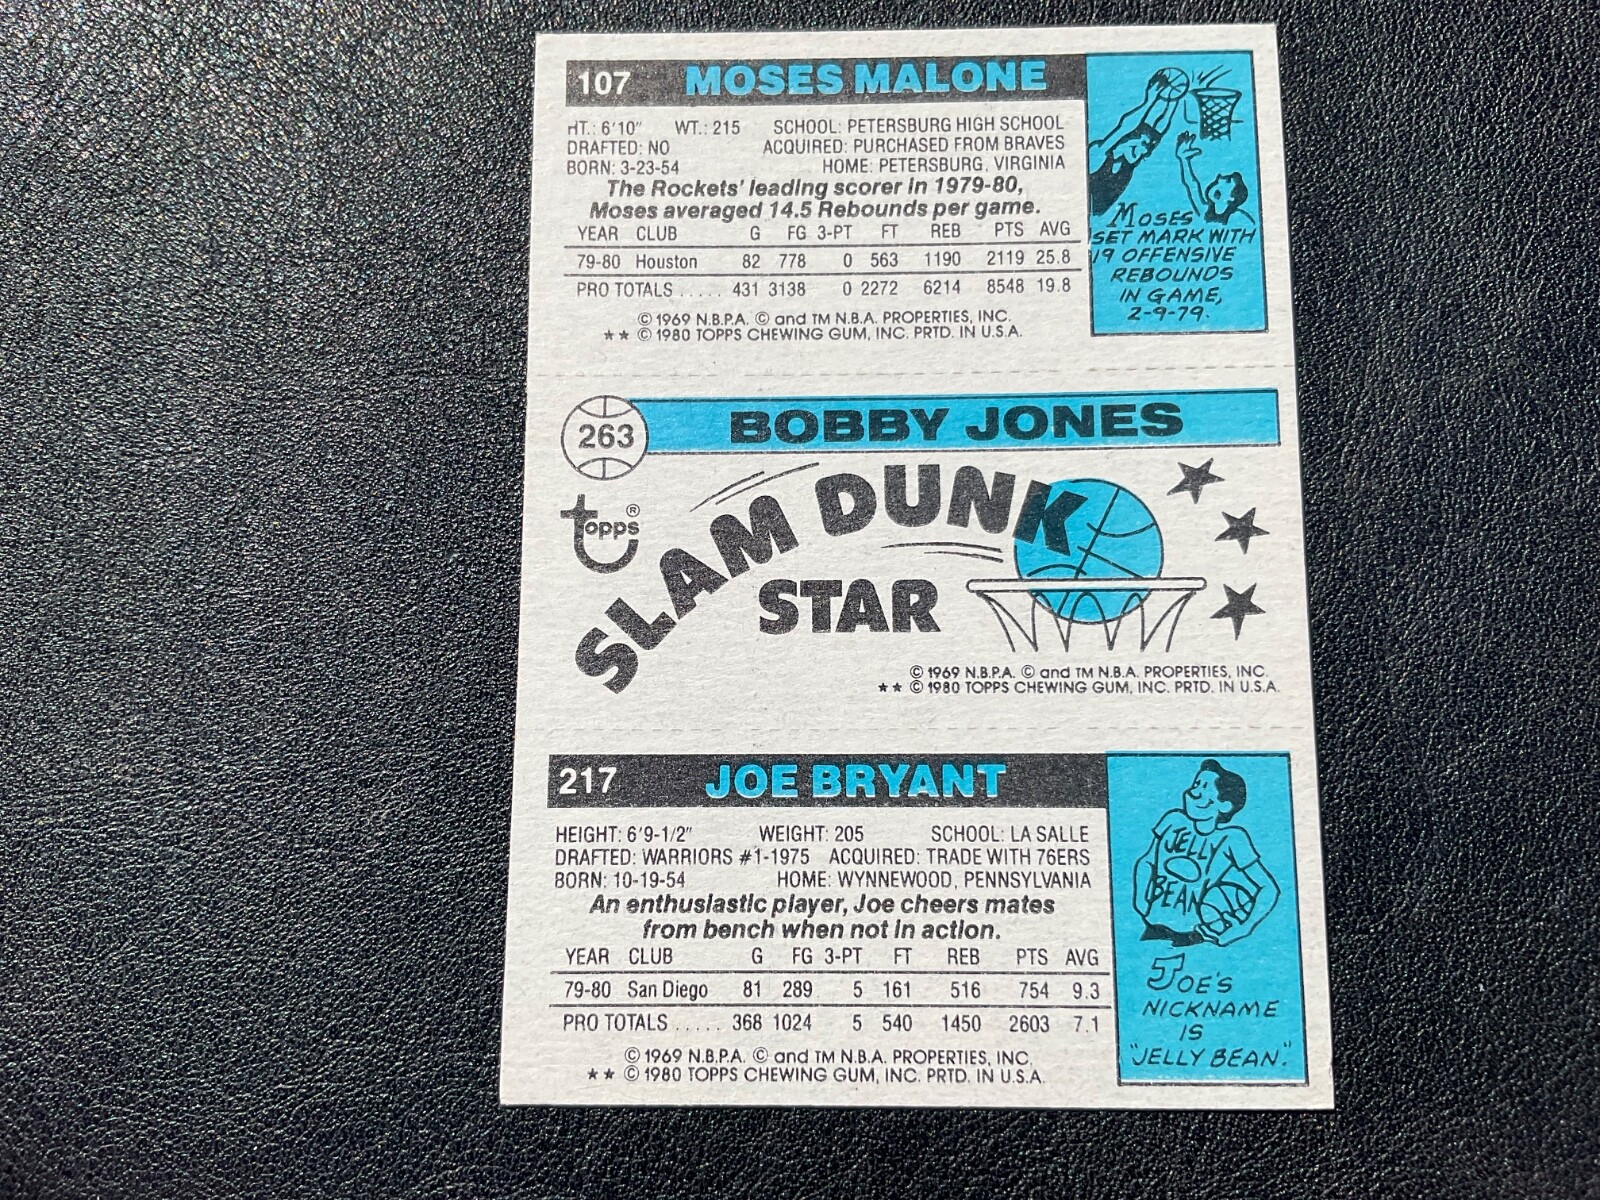 107 MOSES MALONE
HT.: 6'10" WT.: 215 SCHOOL: PETERSBURG HIGH SCHOOL
DRAFTED: NO ACQUIRED: PURCHASED FROM BRAVES
BORN: 3-23-54 HOME: PETERSBURG, VIRGINIA
The Rockets' leading scorer in 1979-80,
Moses averaged 14.5 Rebounds per game.
YEAR CLUB G FG 3-PT FT REB PTS AVG
79-80 Houston 82 778 0 563 1190 2119 25.8
PRO TOTALS ..... 431 3138 0 2272 6214 8548 19.8
© 1969 N.B.P.A. © and TM N.B.A. PROPERTIES, INC.
★★ © 1980 TOPPS CHEWING GUM, INC. PRTD. IN U.S.A.
MOSES
SET MARK WITH
19 OFFENSIVE
REBOUNDS
IN GAME,
2-9-79.
263 BOBBY JONES
topps®
SLAM DUNK
STAR
© 1969 N.B.P.A. © and TM N.B.A. PROPERTIES, INC.
★★ © 1980 TOPPS CHEWING GUM, INC. PRTD. IN U.S.A.
217 JOE BRYANT
HEIGHT: 6'9-1/2" WEIGHT: 205 SCHOOL: LA SALLE
DRAFTED: WARRIORS #1-1975 ACQUIRED: TRADE WITH 76ERS
BORN: 10-19-54 HOME: WYNNEWOOD, PENNSYLVANIA
An enthusiastic player, Joe cheers mates
from bench when not in action.
YEAR CLUB G FG 3-PT FT REB PTS AVG
79-80 San Diego 81 289 5 161 516 754 9.3
PRO TOTALS ..... 368 1024 5 540 1450 2603 7.1
© 1969 N.B.P.A. © and TM N.B.A. PROPERTIES, INC.
★★ © 1980 TOPPS CHEWING GUM, INC. PRTD. IN U.S.A.
JELLY
BEAN
JOE'S
NICKNAME
IS
"JELLY BEAN."